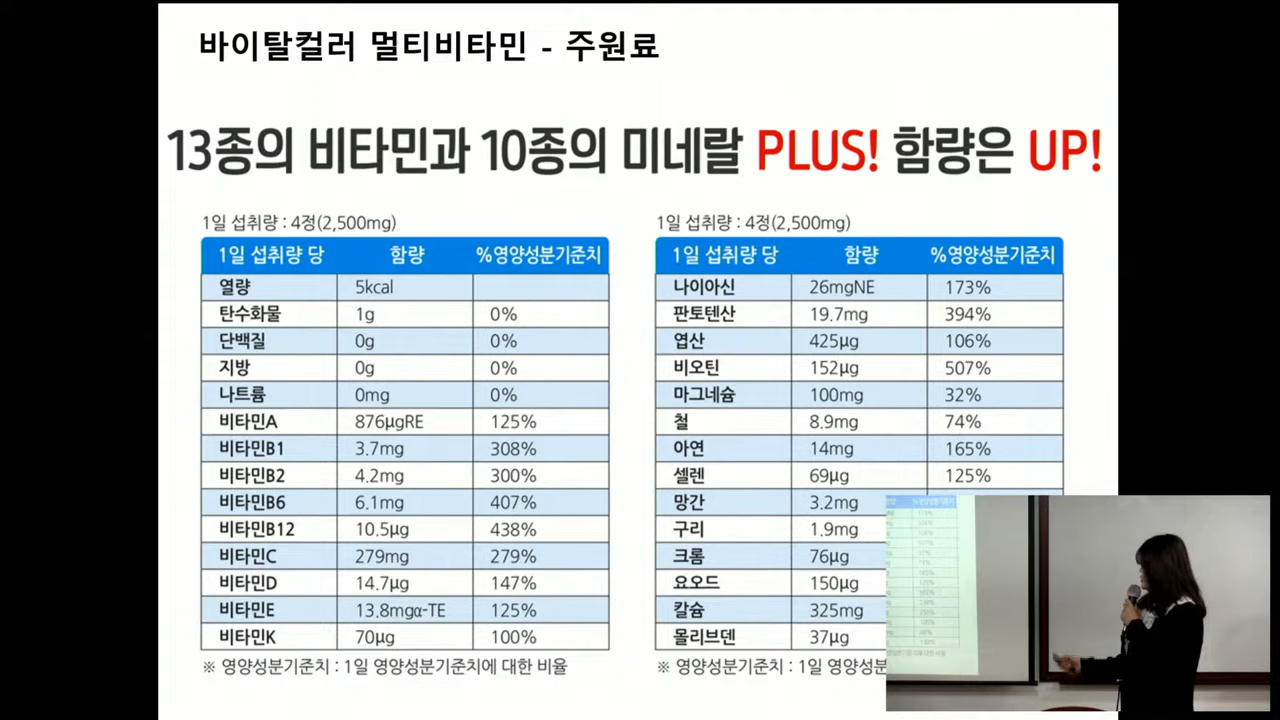 바이탈컬러 멀티비타민 - 주원료
13종의 비타민과 10종의 미네랄 PLUS! 함량은 UP!
1일 섭취량 : 4정(2,500mg)
1일 섭취량 당 함량 %영양성분기준치
열량 5kcal
탄수화물 1g 0%
단백질 0g 0%
지방 0g 0%
나트륨 0mg 0%
비타민A 876µgRE 125%
비타민B1 3.7mg 308%
비타민B2 4.2mg 300%
비타민B6 6.1mg 407%
비타민B12 10.5µg 438%
비타민C 279mg 279%
비타민D 14.7µg 147%
비타민E 13.8mgα-TE 125%
비타민K 70µg 100%
※ 영양성분기준치 : 1일 영양성분기준치에 대한 비율
1일 섭취량 : 4정(2,500mg)
1일 섭취량 당 함량 %영양성분기준치
나이아신 26mgNE 173%
판토텐산 19.7mg 394%
엽산 425µg 106%
비오틴 152µg 507%
마그네슘 100mg 32%
철 8.9mg 74%
아연 14mg 165%
셀렌 69µg 125%
망간 3.2mg
구리 1.9mg
크롬 76µg
요오드 150µg
칼슘 325mg
몰리브덴 37µg
※ 영양성분기준치 : 1일 영양성분